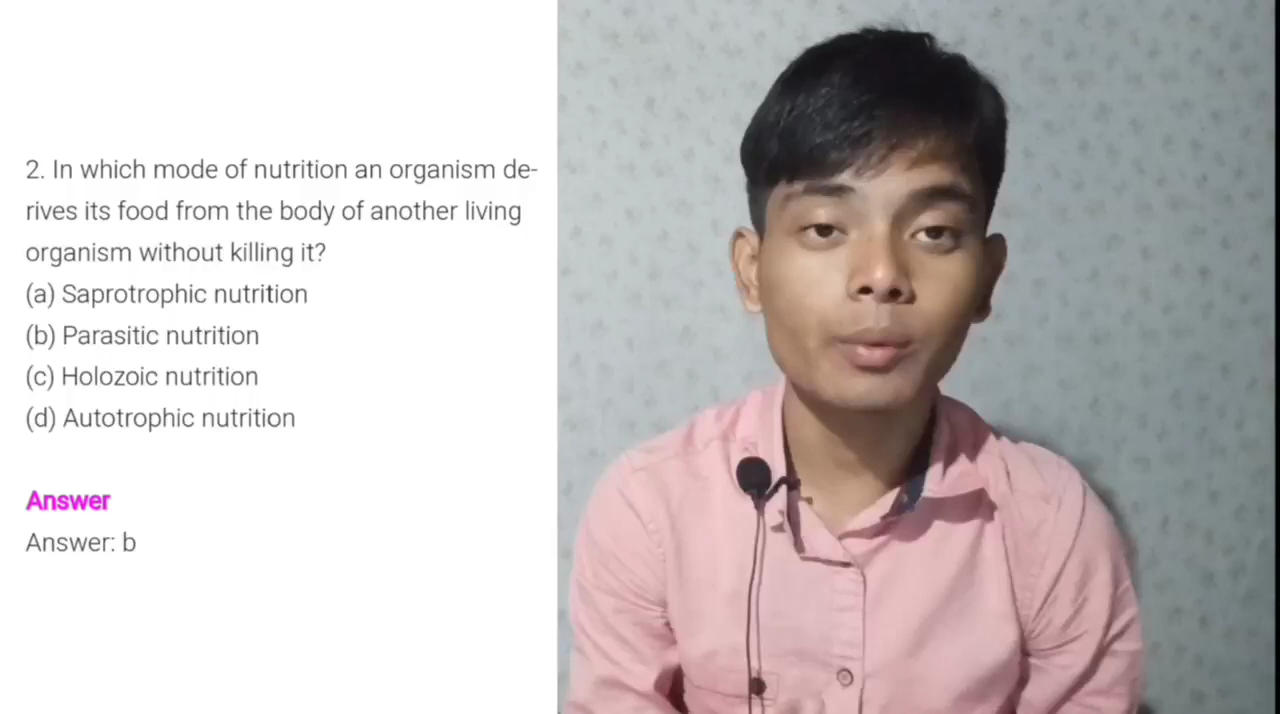 2. In which mode of nutrition an organism de-
rives its food from the body of another living
organism without killing it?
(a) Saprotrophic nutrition
(b) Parasitic nutrition
(c) Holozoic nutrition
(d) Autotrophic nutrition
Answer
Answer: b